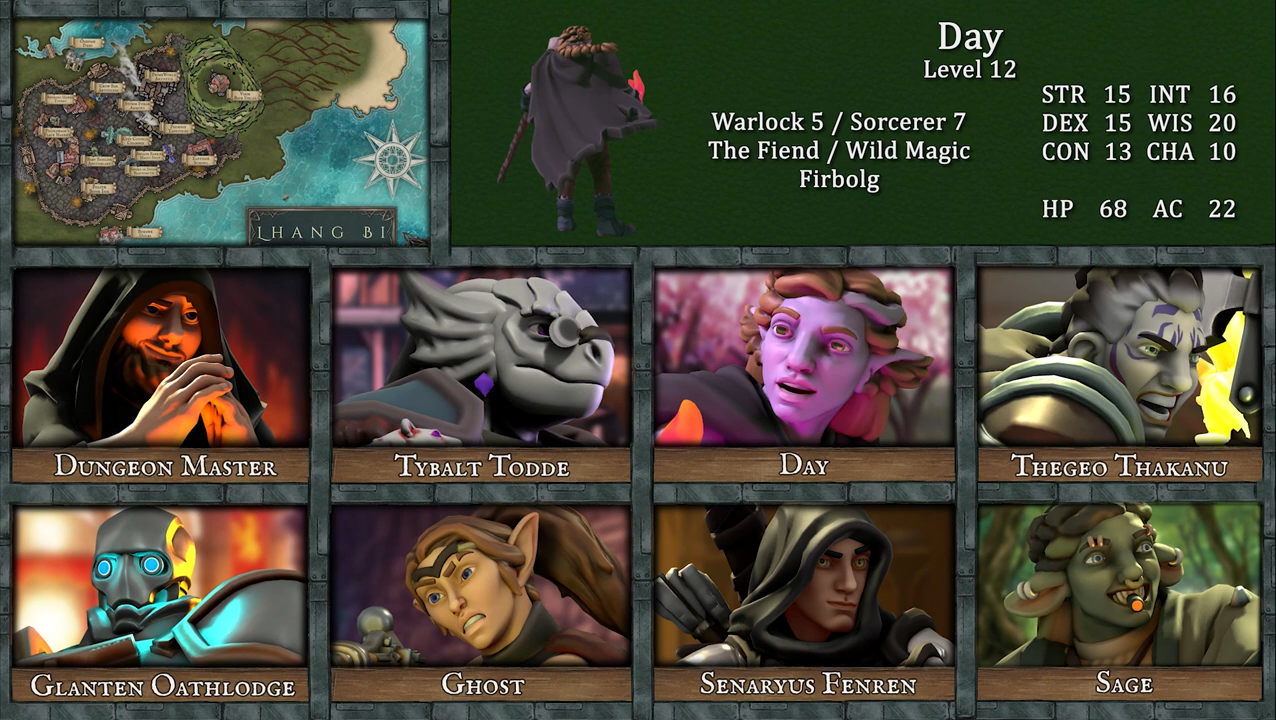 LHANG BI
Day
Level 12
Warlock 5 / Sorcerer 7
The Fiend / Wild Magic
Firbolg
STR 15 INT 16
DEX 15 WIS 20
CON 13 CHA 10
HP 68 AC 22
DUNGEON MASTER
TYBALT TODDE
DAY
THEGEO THAKANU
GLANTEN OATHLODGE
GHOST
SENARYUS FENREN
SAGE